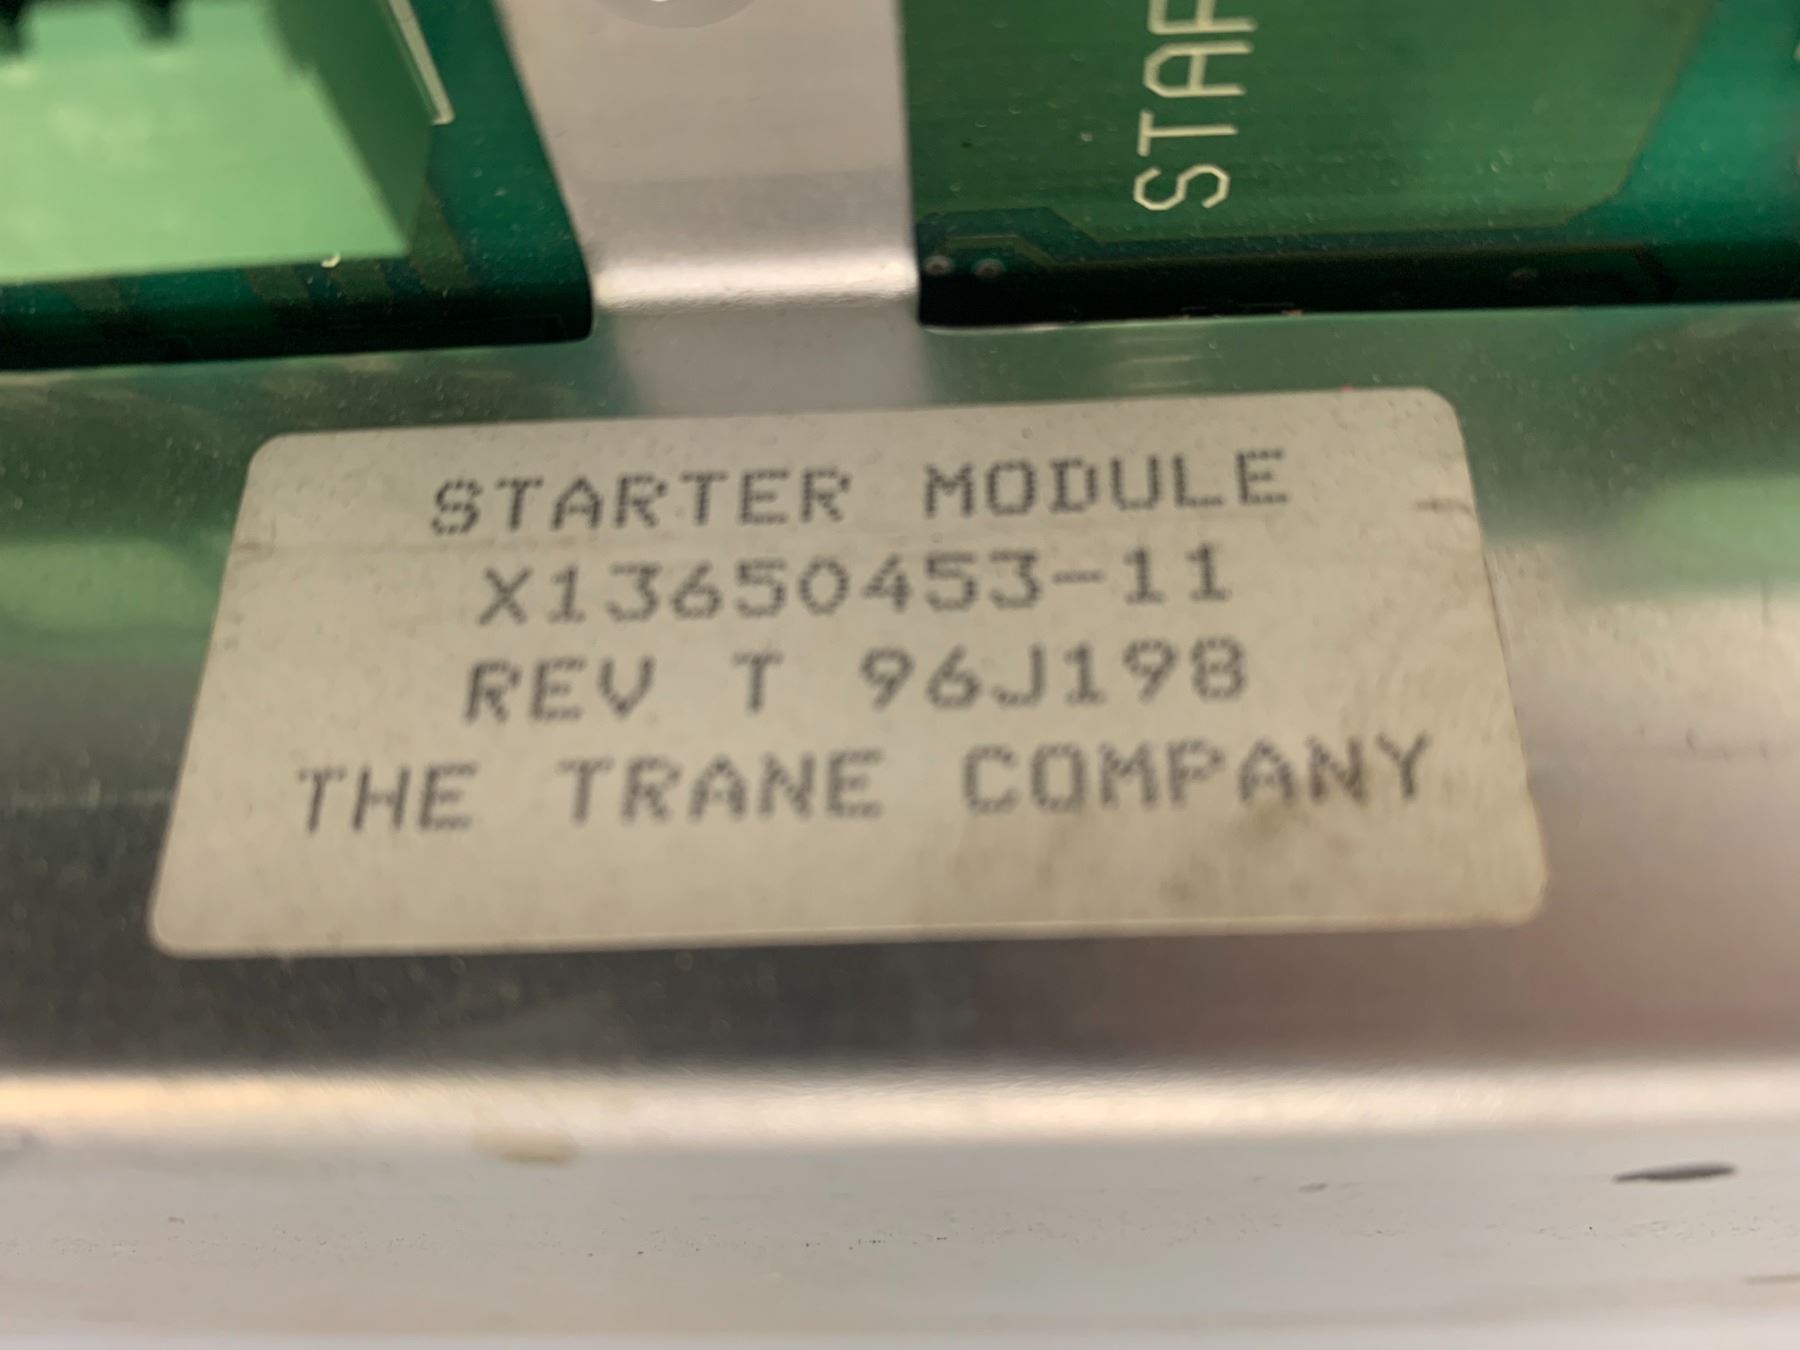 STAR
STARTER MODULE
X13650453-11
REV T 96J198
THE TRANE COMPANY